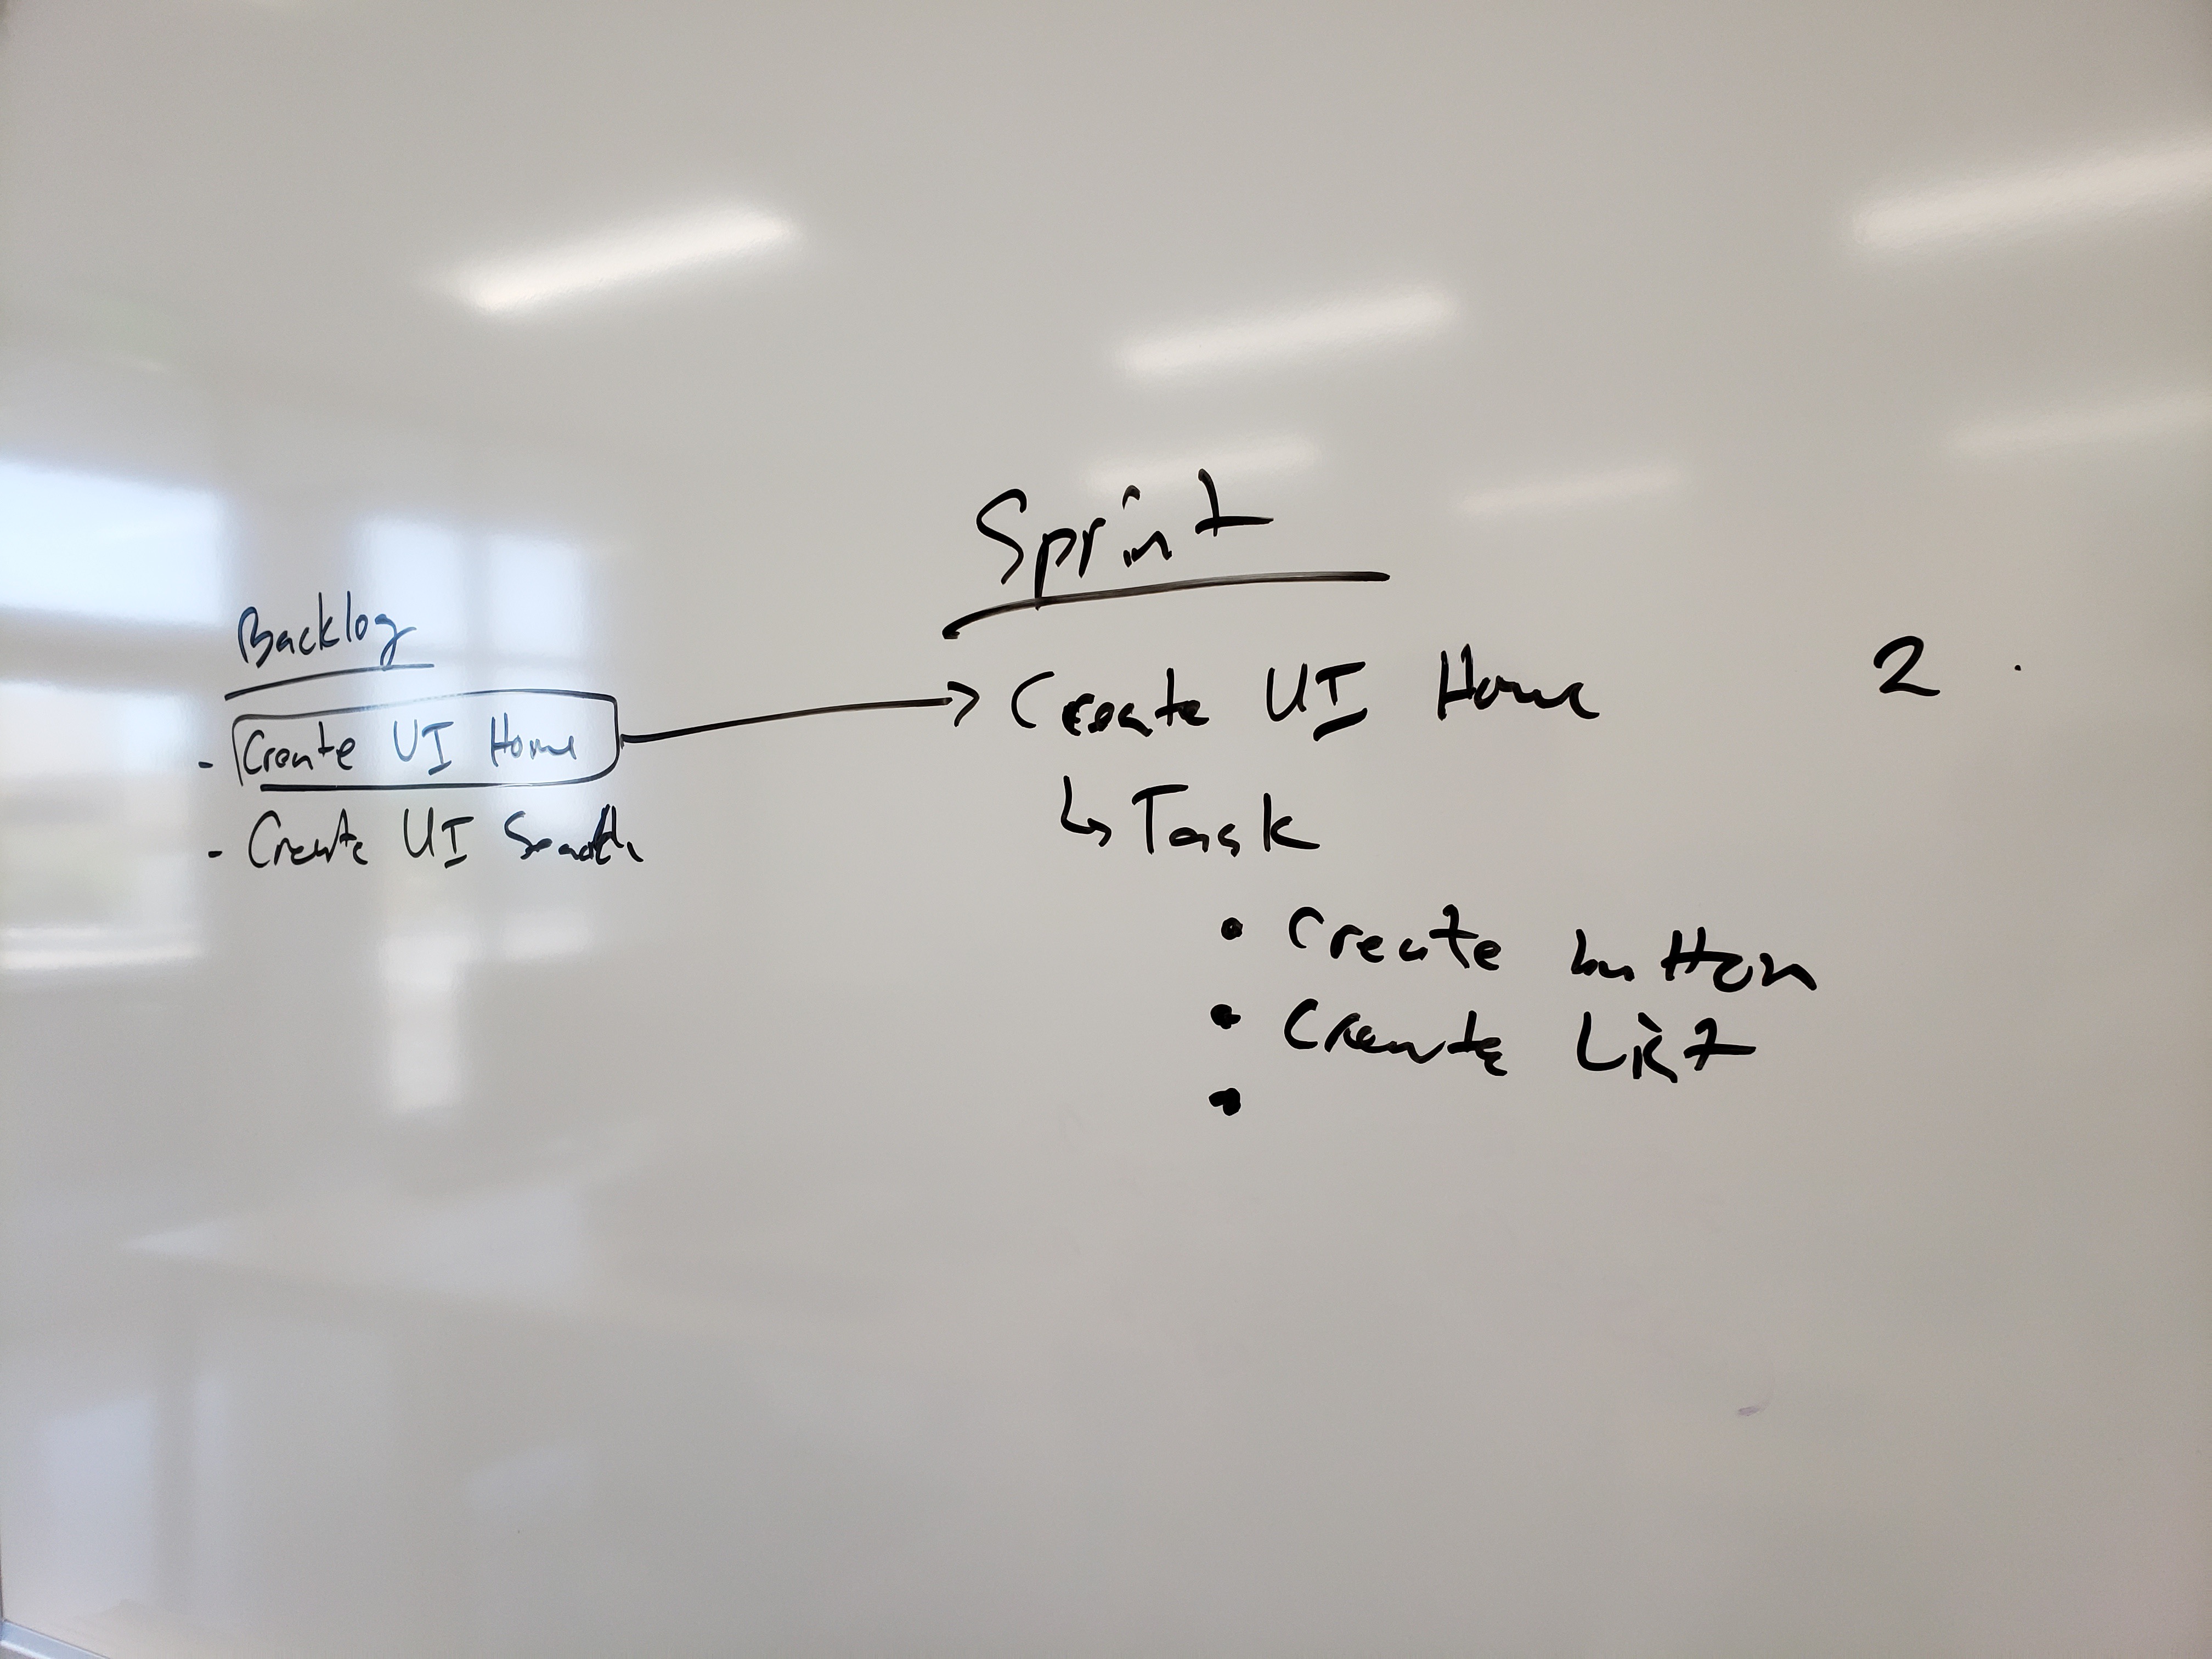 Backlog
- Create UI Home
- Create UI Search
Sprint
Create UI Home 2
↳ Task
• Create button
• Create List
•